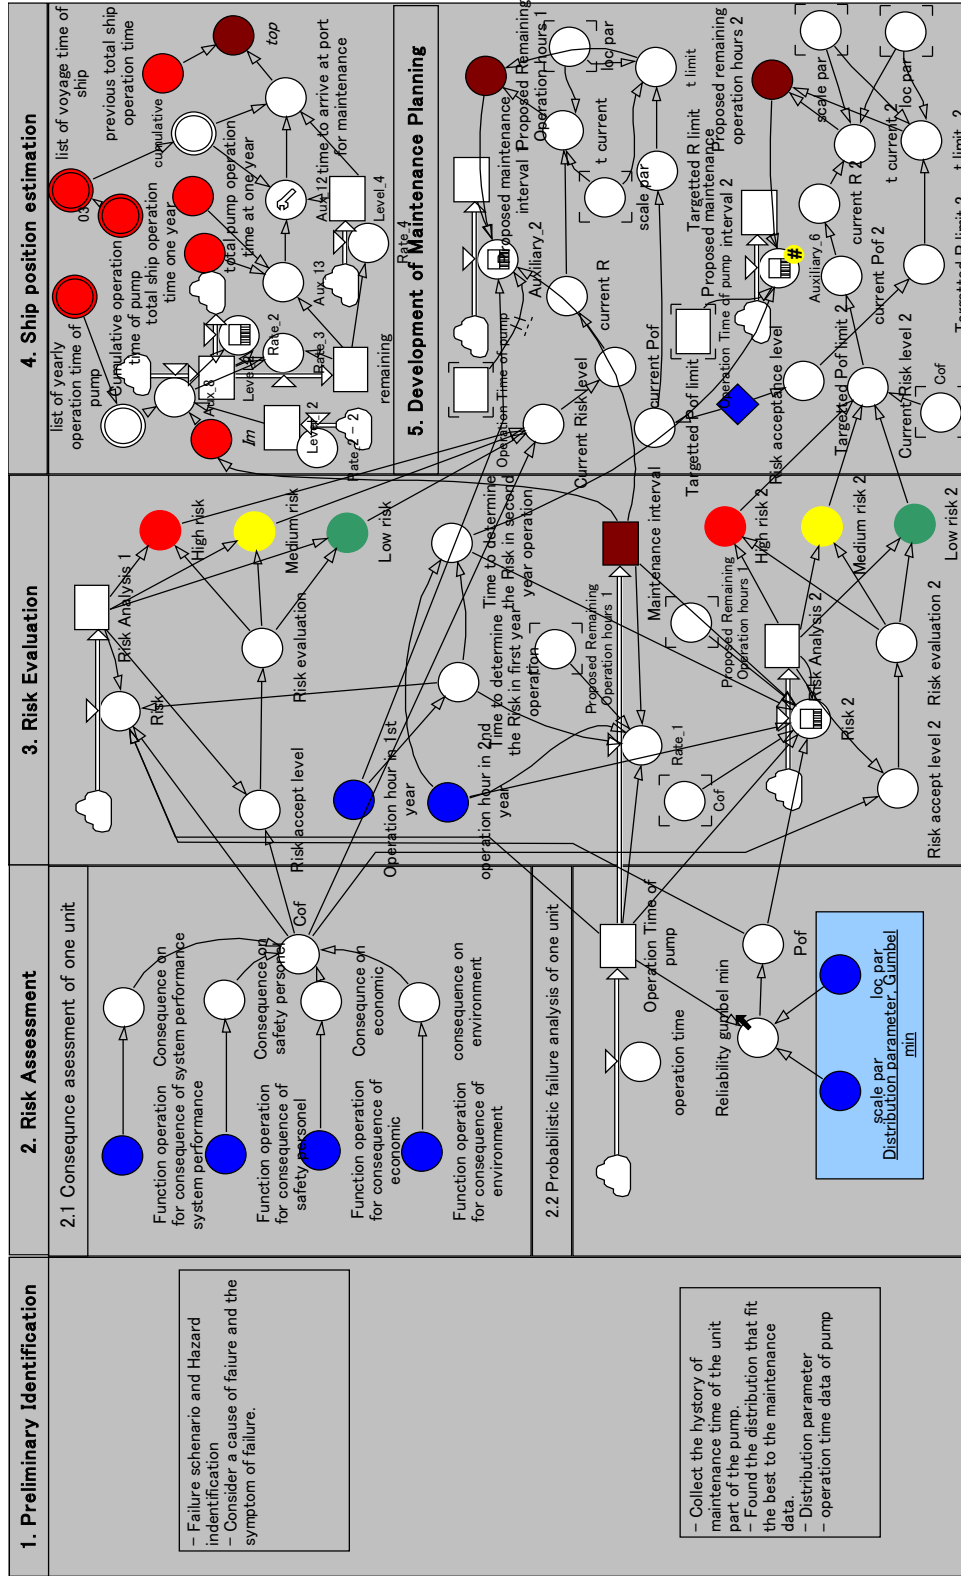 1. Preliminary Identification
- Failure schenario and Hazard
indentification
- Consider a cause of faiure and the
symptom of failure.
- Collect the hystory of
maintenance time of the unit
part of the pump.
- Found the distribution that fit
the best to the maintenance
data.
- Distribution parameter
- operation time data of pump
2. Risk Assessment
2.1 Consequnce asessment of one unit
Function operation
for consequence of
system performance
Consequence on
system performance
Function operation
for consequence of
safety personel
Consequence on
safety personel
Function operation
for consequence of
economic
Consequnce on
economic
Function operation
for consequence of
environment
consequence on
environment
Cof
2.2 Probabilistic failure analysis of one unit
Operation Time of
pump
operation time
Reliability gumbel min
Pof
scale par
loc par
Distribution parameter, Gumbel
min
3. Risk Evaluation
Risk Analysis 1
Risk
High risk
Medium risk
Low risk
Risk evaluation
Risk accept level
Operation hour in 1st
year
operation hour in 2nd
year
Time to determine
the Risk in first year
operation
Time to determine
the Risk in second
year operation
Proposed Remaining
Operation hours 1
Maintenance interval
Rate_1
Cof
Proposed Remaining
Operation hours 1
High risk 2
Medium risk 2
Low risk 2
Risk Analysis 2
Risk 2
Risk evaluation 2
Risk accept level 2
4. Ship position estimation
list of yearly
operation time of
pump
list of voyage time of
ship
03
previous total ship
operation time
cumulative
top
Cumulative operation
time of pump
total ship operation
time one year
total pump operation
time at one year
Aux_12
time to arrive at port
for maintenance
Aux_13
Level_4
Rate_4
Aux_8
Rate_2
Rate_3
remaining
lm
Level_2
Rate_2 - 2
5. Development of Maintenance Planning
Proposed Remaining
Operation hours 1
Proposed maintenance
interval 1
Auxiliary_2
Operation Time of pump
loc par
t current
t limit
scale par
current R
Current Risk level
current Pof
Targetted Pof limit
Targetted R limit
Proposed remaining
operation hours 2
Proposed maintenance
interval 2
Operation Time of pump
Auxiliary_6
Risk acceptance level
scale par
loc par
t current 2
t limit_2
current R 2
current Pof 2
Targetted Pof limit 2
Targetted R limit 2
Current Risk level 2
Cof